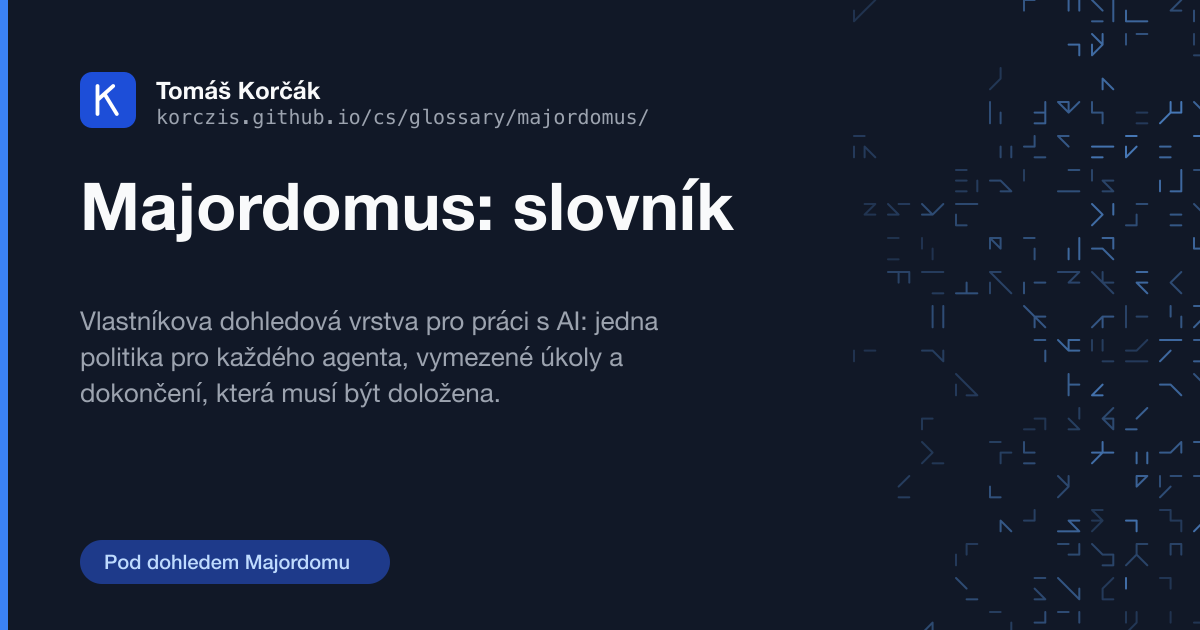 K
Tomáš Korčák
korczis.github.io/cs/glossary/majordomus/
Majordomus: slovník
Vlastníkova dohledová vrstva pro práci s AI: jedna
politika pro každého agenta, vymezené úkoly a
dokončení, která musí být doložena.
Pod dohledem Majordomu